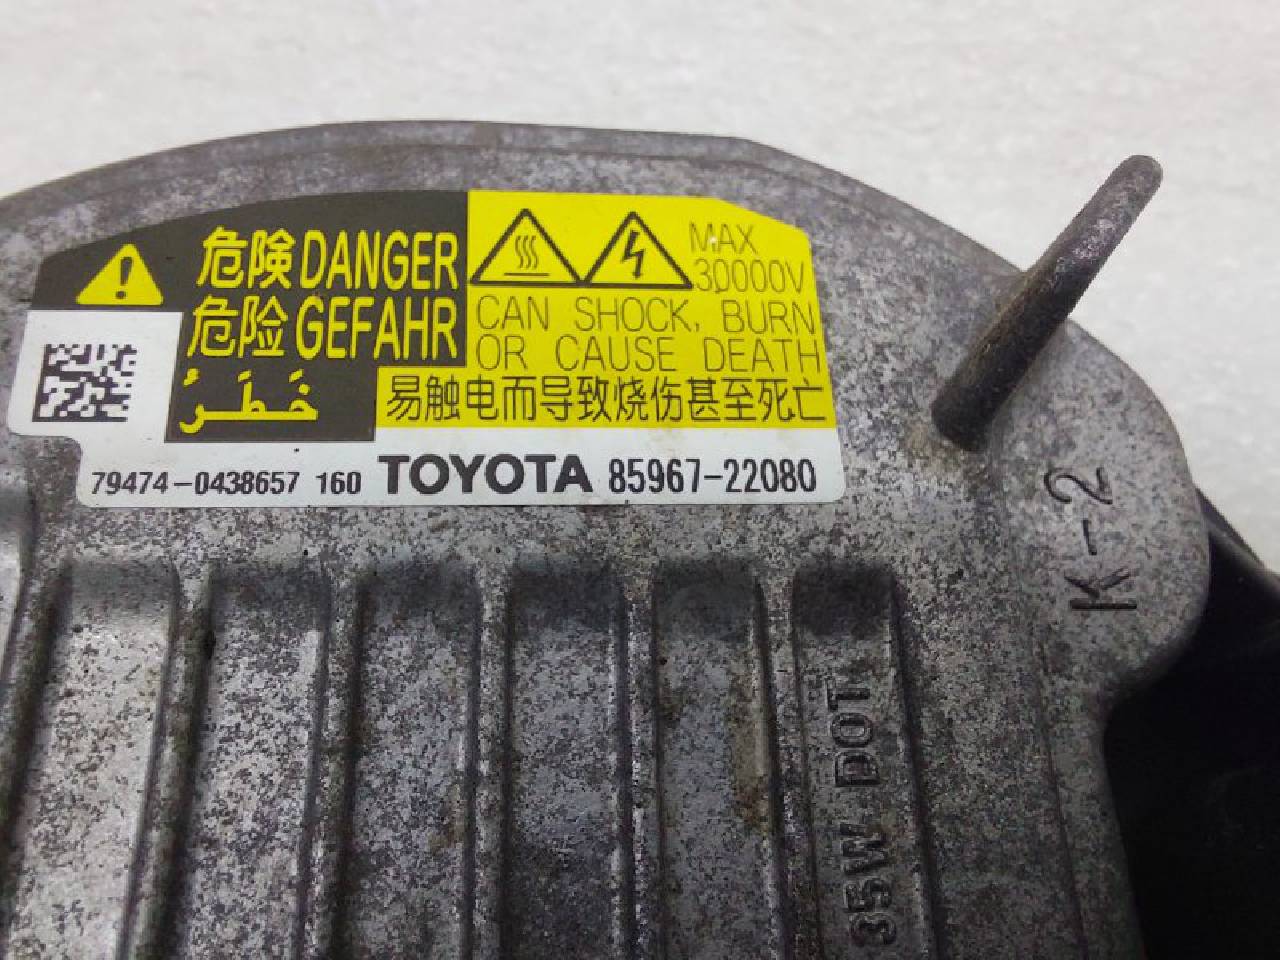 危険 DANGER
危险 GEFAHR
خَطَرٌ
MAX
30000V
CAN SHOCK, BURN
OR CAUSE DEATH
易触电而导致烧伤甚至死亡
79474-0438657 160 TOYOTA 85967-22080
K-2
35W DOT